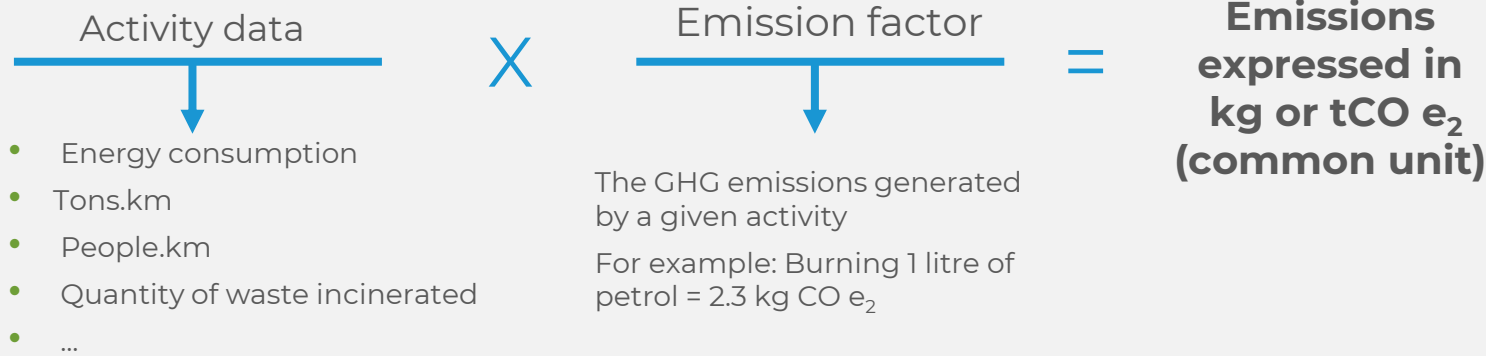 Activity data
X
Emission factor
=
Emissions
expressed in
kg or tCO e₂
(common unit)
• Energy consumption
• Tons.km
• People.km
• Quantity of waste incinerated
• ...
The GHG emissions generated
by a given activity
For example: Burning 1 litre of
petrol = 2.3 kg CO e₂